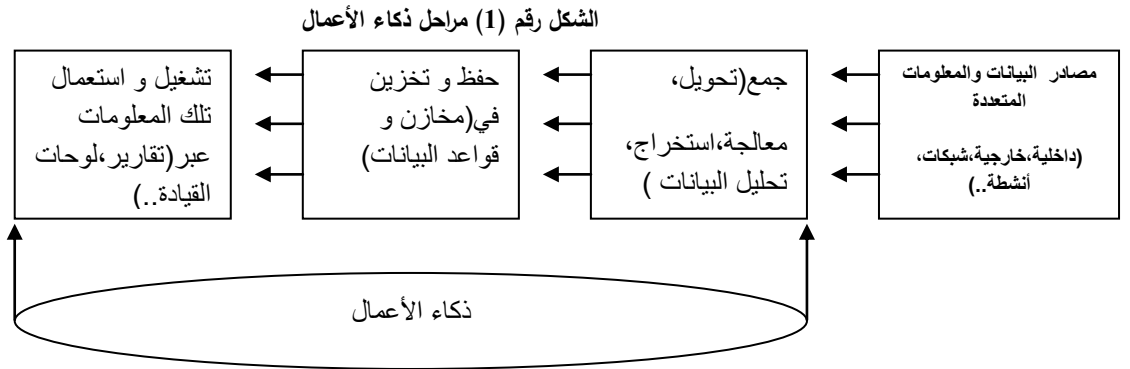 الشكل رقم (1) مراحل ذكاء الأعمال
مصادر البيانات والمعلومات
المتعددة
(داخلية،خارجية،شبكات،
أنشطة..)
جمع(تحويل،
معالجة،استخراج،
تحليل البيانات )
حفظ و تخزين
في(مخازن و
قواعد البيانات)
تشغيل و استعمال
تلك المعلومات
عبر(تقارير،لوحات
القيادة..)
ذكاء الأعمال